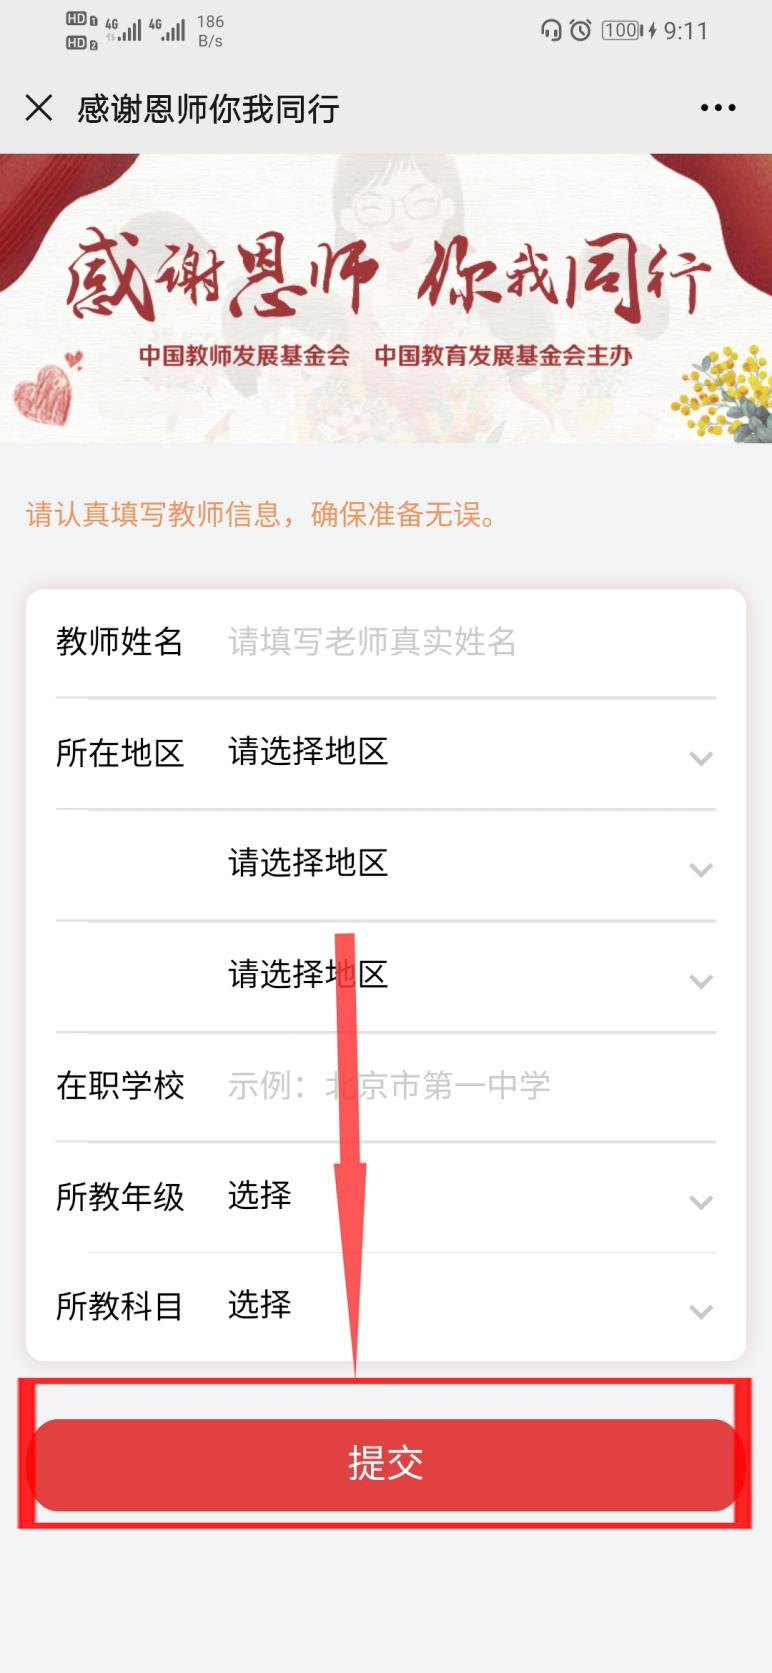 HD 1 4G 4G 186
HD 2 B/s 100 9:11
感谢恩师你我同行
感谢恩师 你我同行
中国教师发展基金会 中国教育发展基金会主办
请认真填写教师信息，确保准备无误。
教师姓名 请填写老师真实姓名
所在地区 请选择地区
请选择地区
请选择地区
在职学校 示例：北京市第一中学
所教年级 选择
所教科目 选择
提交